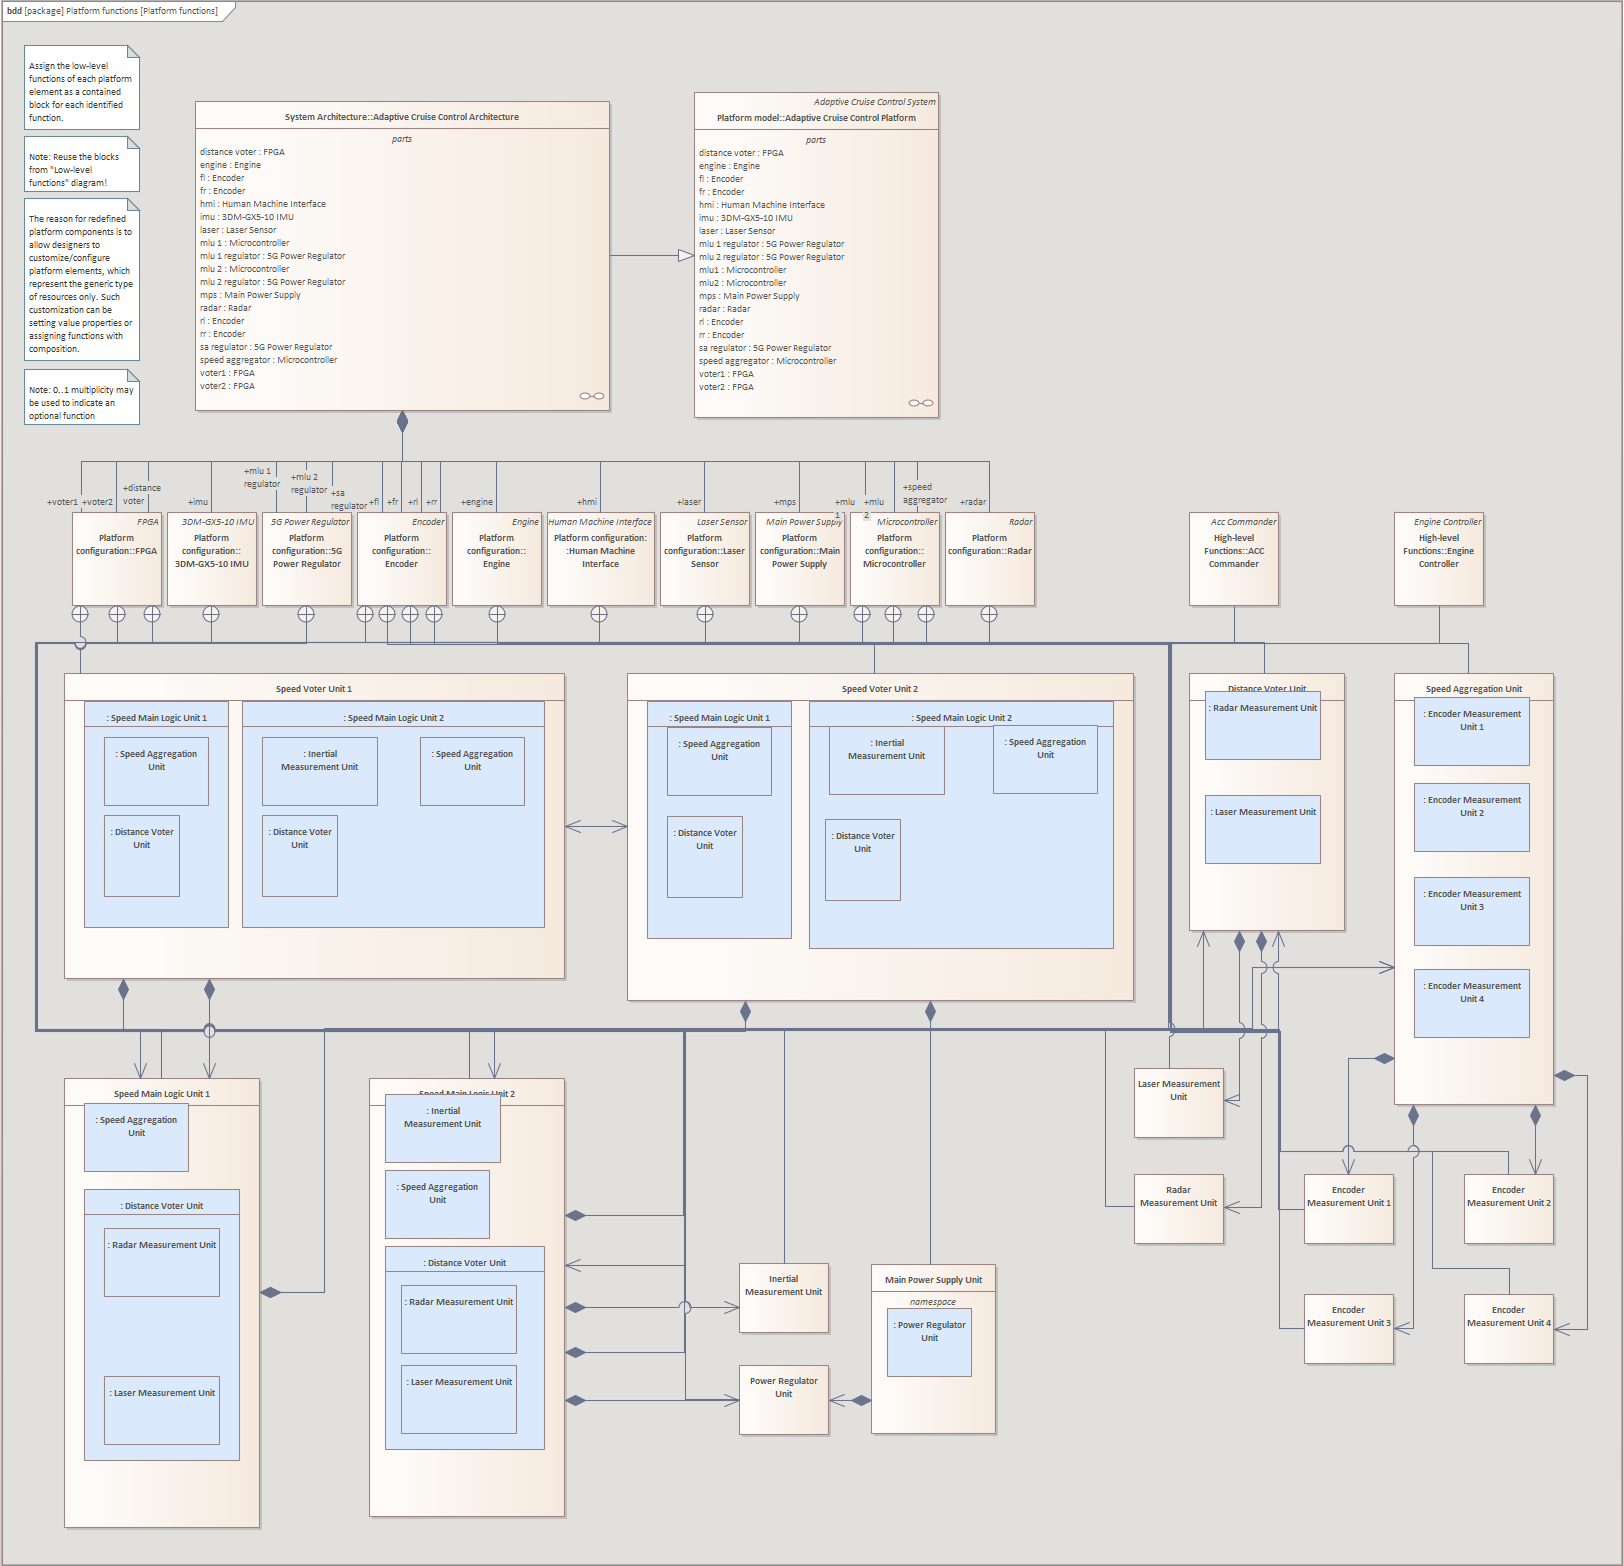 bdd [package] Platform functions [Platform functions]
Assign the low-level
functions of each platform
element as a contained
block for each identified
function.
Note: Reuse the blocks
from "Low-level
functions" diagram!
The reason for redefined
platform components is to
allow designers to
customize/configure
platform elements, which
represent the generic type
of resources only. Such
customization can be
setting value properties or
assigning functions with
composition.
Note: 0..1 multiplicity may
be used to indicate an
optional function
System Architecture::Adaptive Cruise Control Architecture
parts
distance voter : FPGA
engine : Engine
fl : Encoder
fr : Encoder
hmi : Human Machine Interface
imu : 3DM-GX5-10 IMU
laser : Laser Sensor
mlu 1 : Microcontroller
mlu 1 regulator : 5G Power Regulator
mlu 2 : Microcontroller
mlu 2 regulator : 5G Power Regulator
mps : Main Power Supply
radar : Radar
rl : Encoder
rr : Encoder
sa regulator : 5G Power Regulator
speed aggregator : Microcontroller
voter1 : FPGA
voter2 : FPGA
Adaptive Cruise Control System
Platform model::Adaptive Cruise Control Platform
parts
distance voter : FPGA
engine : Engine
fl : Encoder
fr : Encoder
hmi : Human Machine Interface
imu : 3DM-GX5-10 IMU
laser : Laser Sensor
mlu 1 regulator : 5G Power Regulator
mlu 2 regulator : 5G Power Regulator
mlu1 : Microcontroller
mlu2 : Microcontroller
mps : Main Power Supply
radar : Radar
rl : Encoder
rr : Encoder
sa regulator : 5G Power Regulator
speed aggregator : Microcontroller
voter1 : FPGA
voter2 : FPGA
+voter1
+voter2
+distance
voter
+imu
+mlu 1
regulator
+mlu 2
regulator
+sa
regulator
+fl
+fr
+rl
+rr
+engine
+hmi
+laser
+mps
+mlu
1
+mlu
2
+speed
aggregator
+radar
FPGA
Platform
configuration::FPGA
3DM-GX5-10 IMU
Platform
configuration::
3DM-GX5-10 IMU
5G Power Regulator
Platform
configuration::5G
Power Regulator
Encoder
Platform
configuration::
Encoder
Engine
Platform
configuration::
Engine
Human Machine Interface
Platform configuration:
:Human Machine
Interface
Laser Sensor
Platform
configuration::Laser
Sensor
Main Power Supply
Platform
configuration::Main
Power Supply
Microcontroller
Platform
configuration::
Microcontroller
Radar
Platform
configuration::Radar
Acc Commander
High-level
Functions::ACC
Commander
Engine Controller
High-level
Functions::Engine
Controller
Speed Voter Unit 1
: Speed Main Logic Unit 1
: Speed Aggregation
Unit
: Distance Voter
Unit
: Speed Main Logic Unit 2
: Inertial
Measurement Unit
: Speed Aggregation
Unit
: Distance Voter
Unit
Speed Voter Unit 2
: Speed Main Logic Unit 1
: Speed Aggregation
Unit
: Distance Voter
Unit
: Speed Main Logic Unit 2
: Inertial
Measurement Unit
: Speed Aggregation
Unit
: Distance Voter
Unit
Distance Voter Unit
: Radar Measurement Unit
: Laser Measurement Unit
Speed Aggregation Unit
: Encoder Measurement
Unit 1
: Encoder Measurement
Unit 2
: Encoder Measurement
Unit 3
: Encoder Measurement
Unit 4
Speed Main Logic Unit 1
: Speed Aggregation
Unit
: Distance Voter Unit
: Radar Measurement Unit
: Laser Measurement Unit
Speed Main Logic Unit 2
: Inertial
Measurement Unit
: Speed Aggregation
Unit
: Distance Voter Unit
: Radar Measurement Unit
: Laser Measurement Unit
Inertial
Measurement Unit
Power Regulator
Unit
Main Power Supply Unit
namespace
: Power Regulator
Unit
Laser Measurement
Unit
Radar
Measurement Unit
Encoder
Measurement Unit 1
Encoder
Measurement Unit 2
Encoder
Measurement Unit 3
Encoder
Measurement Unit 4